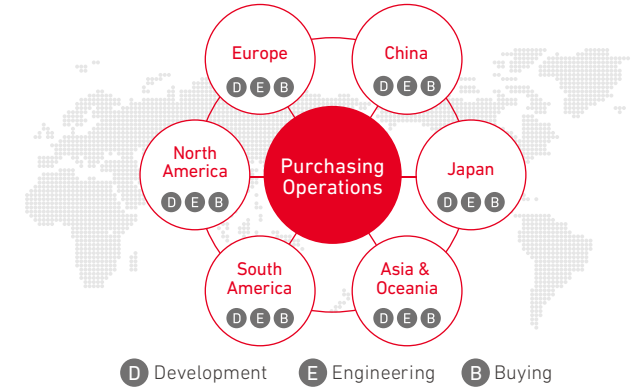 Europe
D E B
China
D E B
North
America
D E B
Purchasing
Operations
Japan
D E B
South
America
D E B
Asia &
Oceania
D E B
D Development E Engineering B Buying